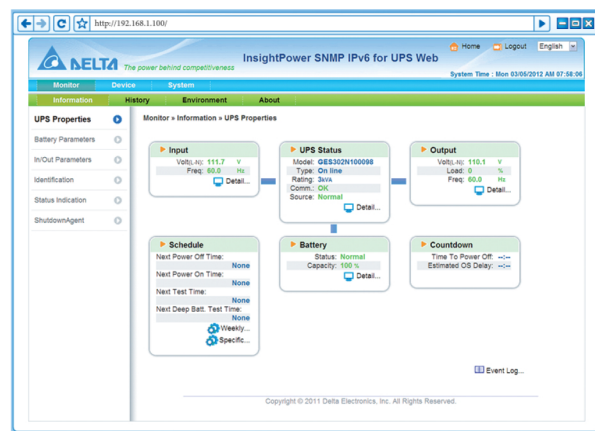 http://192.168.1.100/
Home Logout English
DELTA The power behind competitiveness
InsightPower SNMP IPv6 for UPS Web
System Time : Mon 03/05/2012 AM 07:58:06
Monitor Device System
Information History Environment About
UPS Properties
Battery Parameters
In/Out Parameters
Identification
Status Indication
ShutdownAgent
Monitor » Information » UPS Properties
Input
Volt(L-N): 111.7 V
Freq: 60.0 Hz
Detail...
UPS Status
Model: GES302N100098
Type: On line
Rating: 3kVA
Comm.: OK
Source: Normal
Detail...
Output
Volt(L-N): 110.1 V
Load: 0 %
Freq: 60.0 Hz
Detail...
Schedule
Next Power Off Time:
None
Next Power On Time:
None
Next Test Time:
None
Next Deep Batt. Test Time:
None
Weekly...
Specific...
Battery
Status: Normal
Capacity: 100 %
Detail...
Countdown
Time To Power Off: --:--
Estimated OS Delay: --:--
Event Log...
Copyright © 2011 Delta Electronics, Inc. All Rights Reserved.